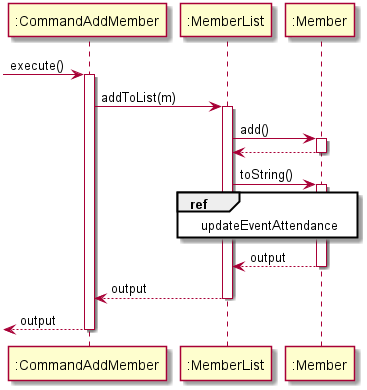 :CommandAddMember
:MemberList
:Member
execute()
addToList(m)
add()
toString()
ref
updateEventAttendance
output
output
output
:CommandAddMember
:MemberList
:Member